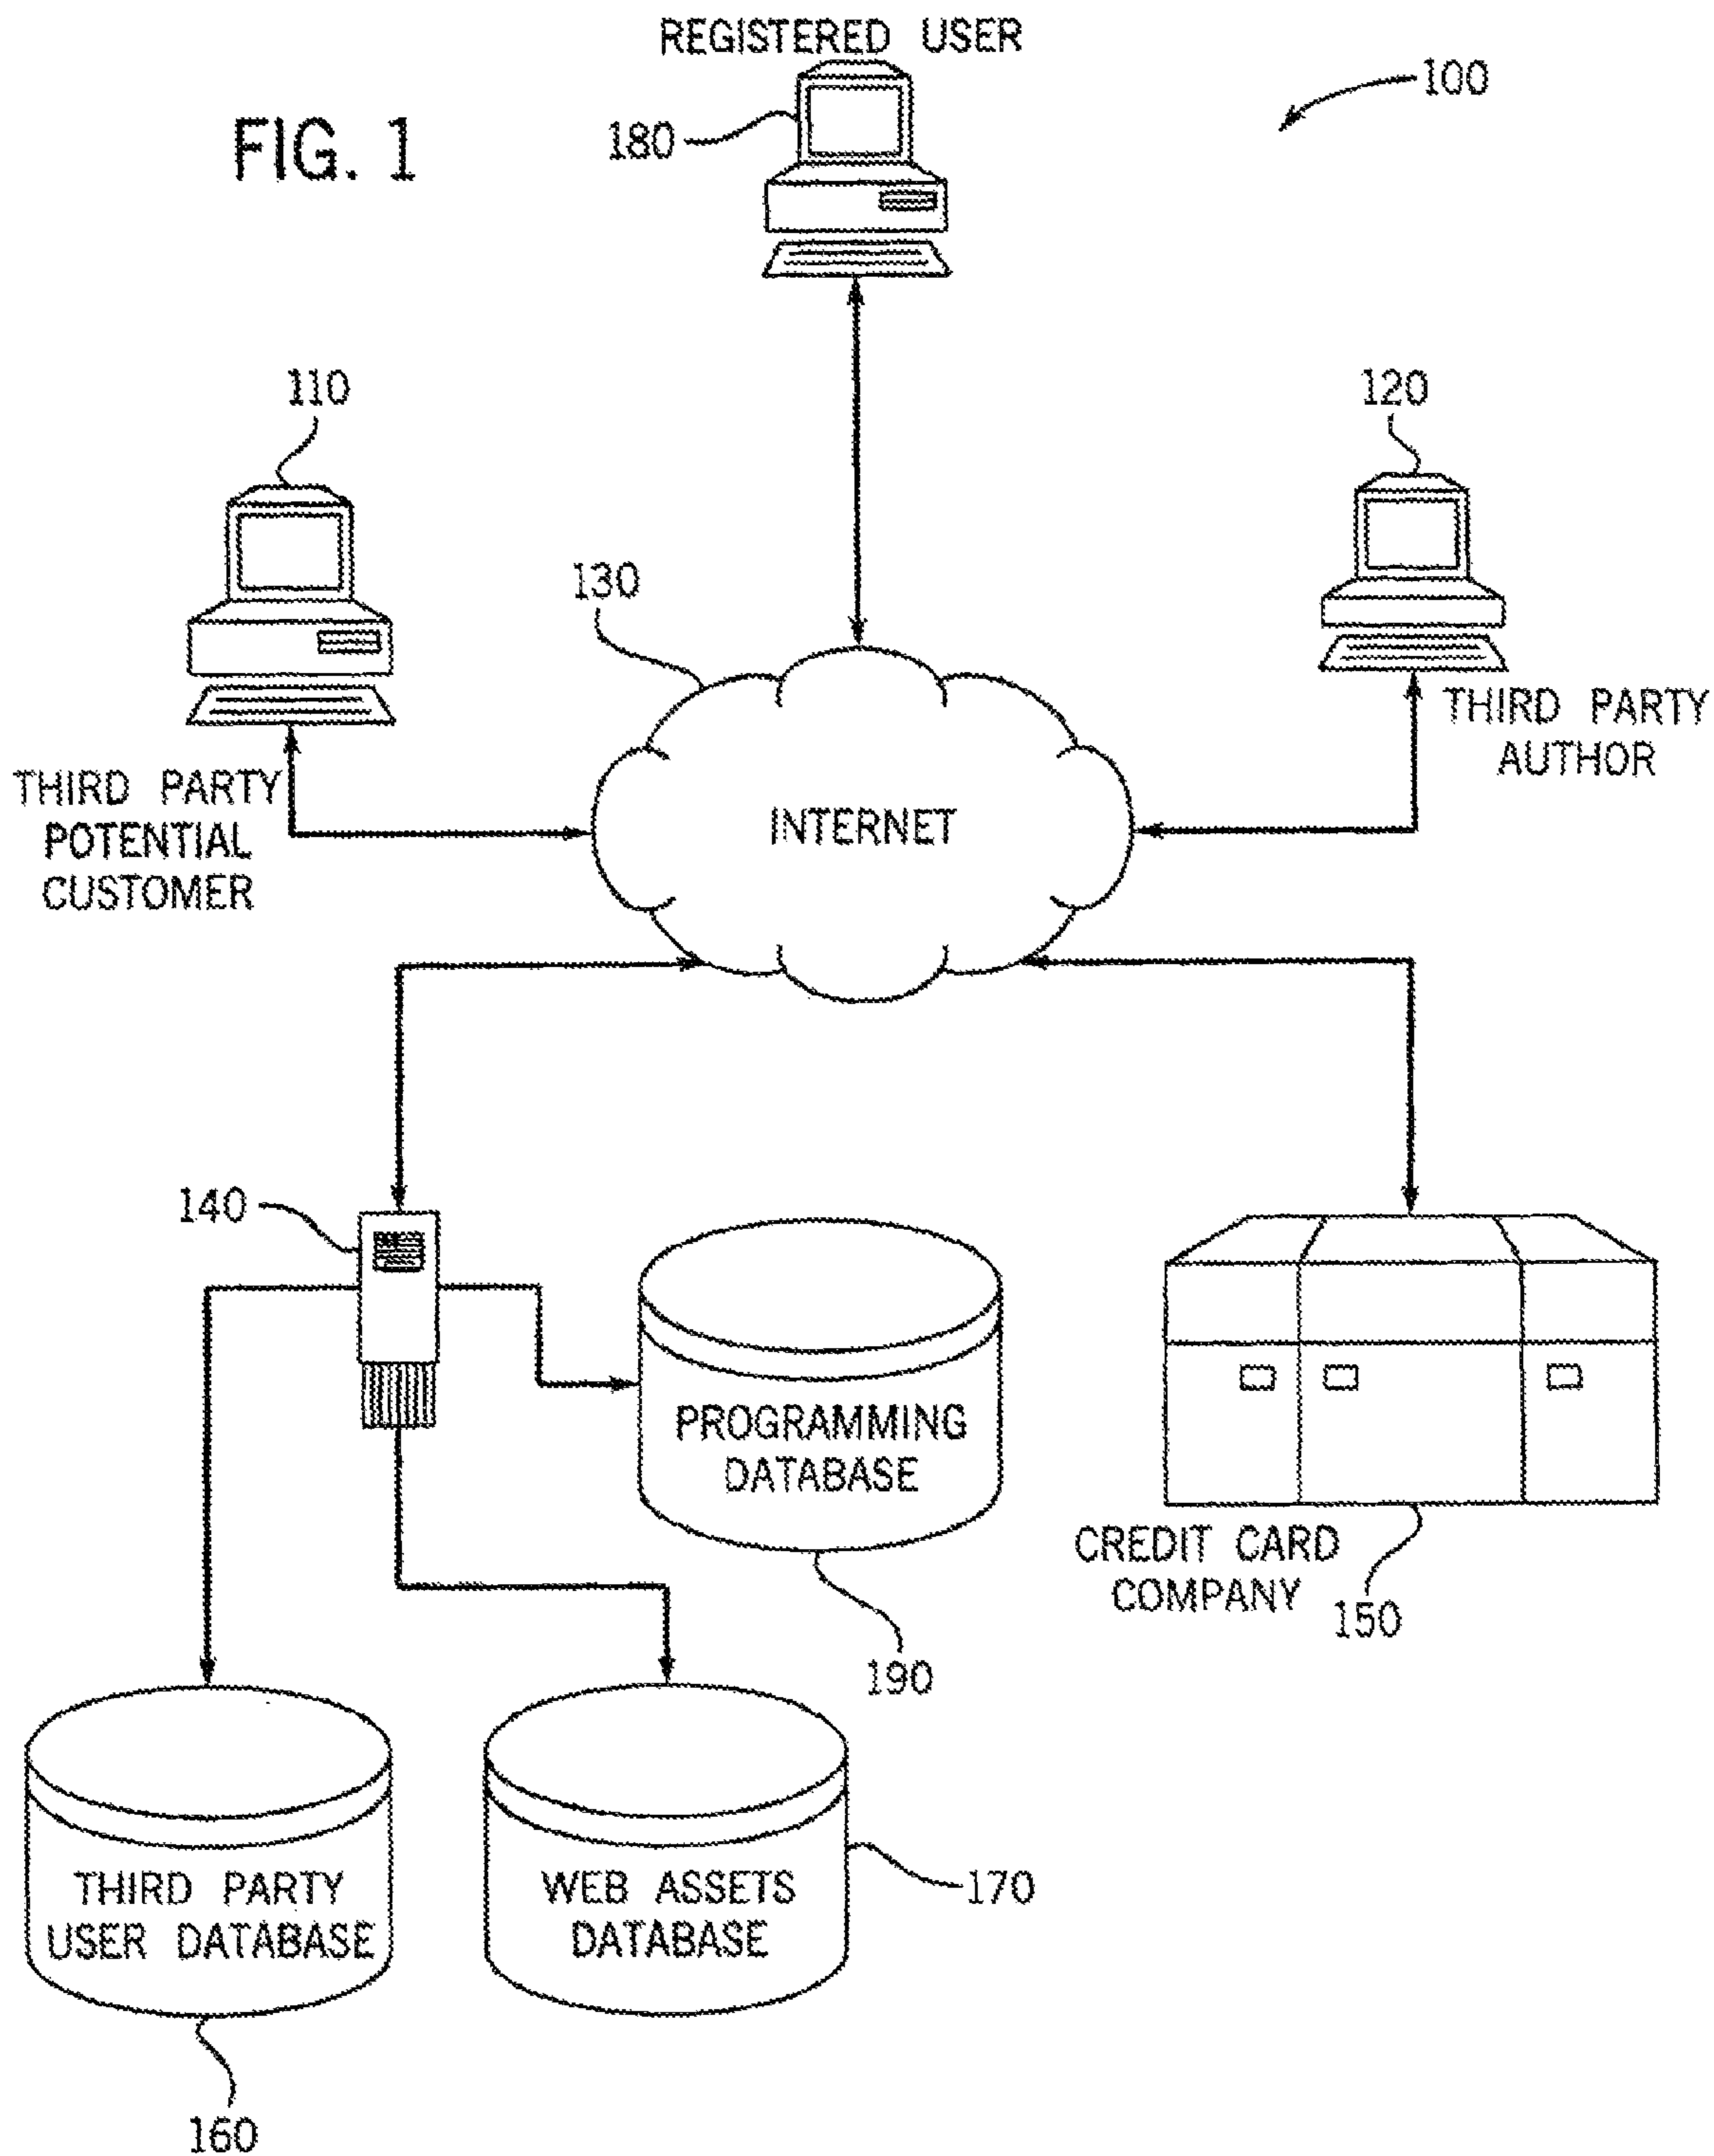 REGISTERED USER
100
FIG. 1
180
110
120
130
THIRD PARTY
AUTHOR
THIRD PARTY
POTENTIAL
CUSTOMER
INTERNET
140
PROGRAMMING
DATABASE
CREDIT CARD
COMPANY
150
190
THIRD PARTY
USER DATABASE
WEB ASSETS
DATABASE
170
160